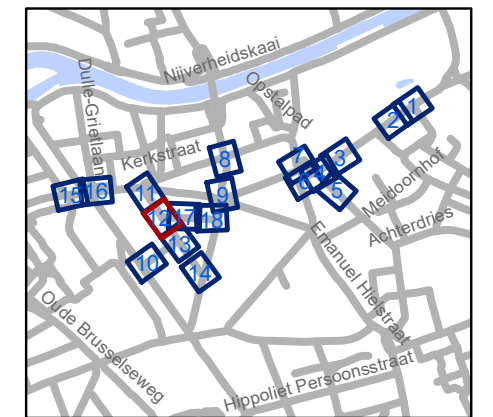 Nijverheidskaai
Dulle-Grietlaan
Opstalpad
1
2
Kerkstraat
8
7
3
4
6
5
Meidoornhof
15
16
11
9
12
17
18
Achterdries
13
10
14
Emanuel Hielstraat
Oude Brusselseweg
Hippoliet Persoonsstraat